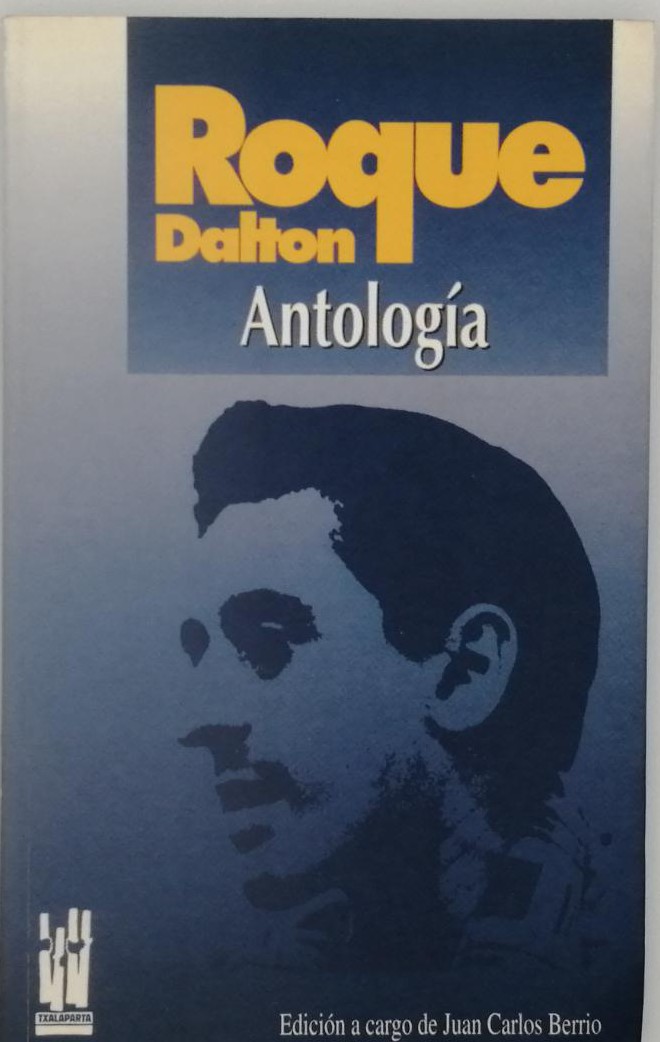 Roque
Dalton
Antología
TXALAPARTA
Edición a cargo de Juan Carlos Berrio